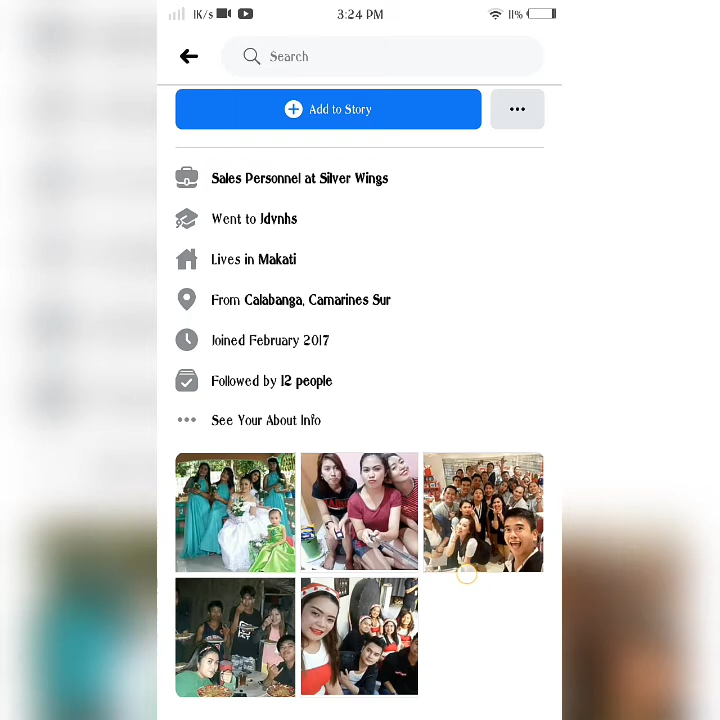 1K/s
3:24 PM
11%
Search
Add to Story
Sales Personnel at Silver Wings
Went to Jdvnhs
Lives in Makati
From Calabanga, Camarines Sur
Joined February 2017
Followed by 12 people
See Your About Info